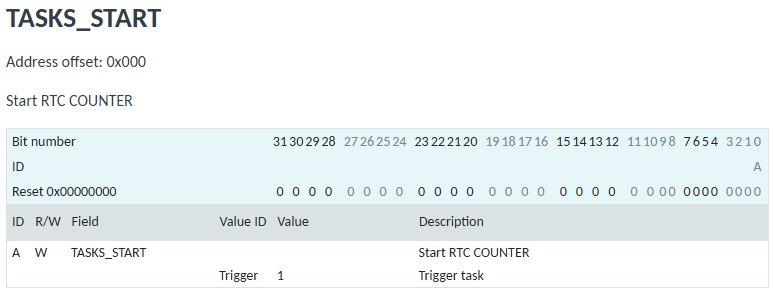 TASKS_START
Address offset: 0x000
Start RTC COUNTER
Bit number 31 30 29 28 27 26 25 24 23 22 21 20 19 18 17 16 15 14 13 12 11 10 9 8 7 6 5 4 3 2 1 0
ID A
Reset 0x00000000 0 0 0 0 0 0 0 0 0 0 0 0 0 0 0 0 0 0 0 0 0 0 0 0 0 0 0 0 0 0 0 0
ID R/W Field Value ID Value Description
A W TASKS_START Start RTC COUNTER
Trigger 1 Trigger task